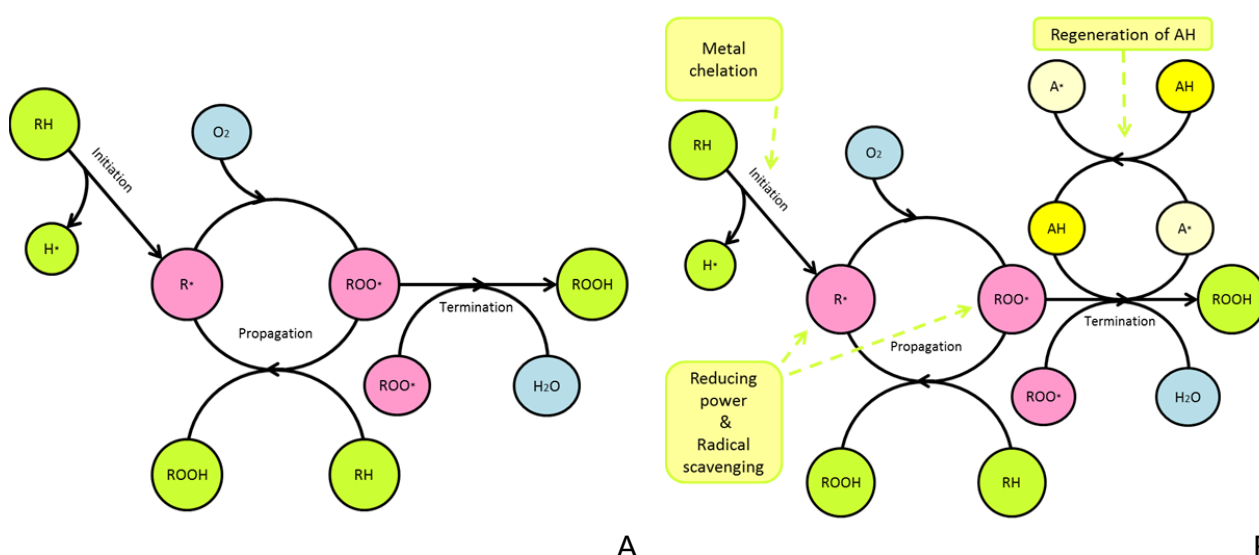 RH
Initiation
H•
O2
R•
ROO•
Propagation
Termination
ROOH
ROO•
H2O
ROOH
RH
A
Metal
chelation
Regeneration of AH
A•
AH
RH
Initiation
H•
O2
AH
A•
R•
ROO•
Propagation
Termination
ROOH
Reducing
power
&
Radical
scavenging
ROO•
H2O
ROOH
RH